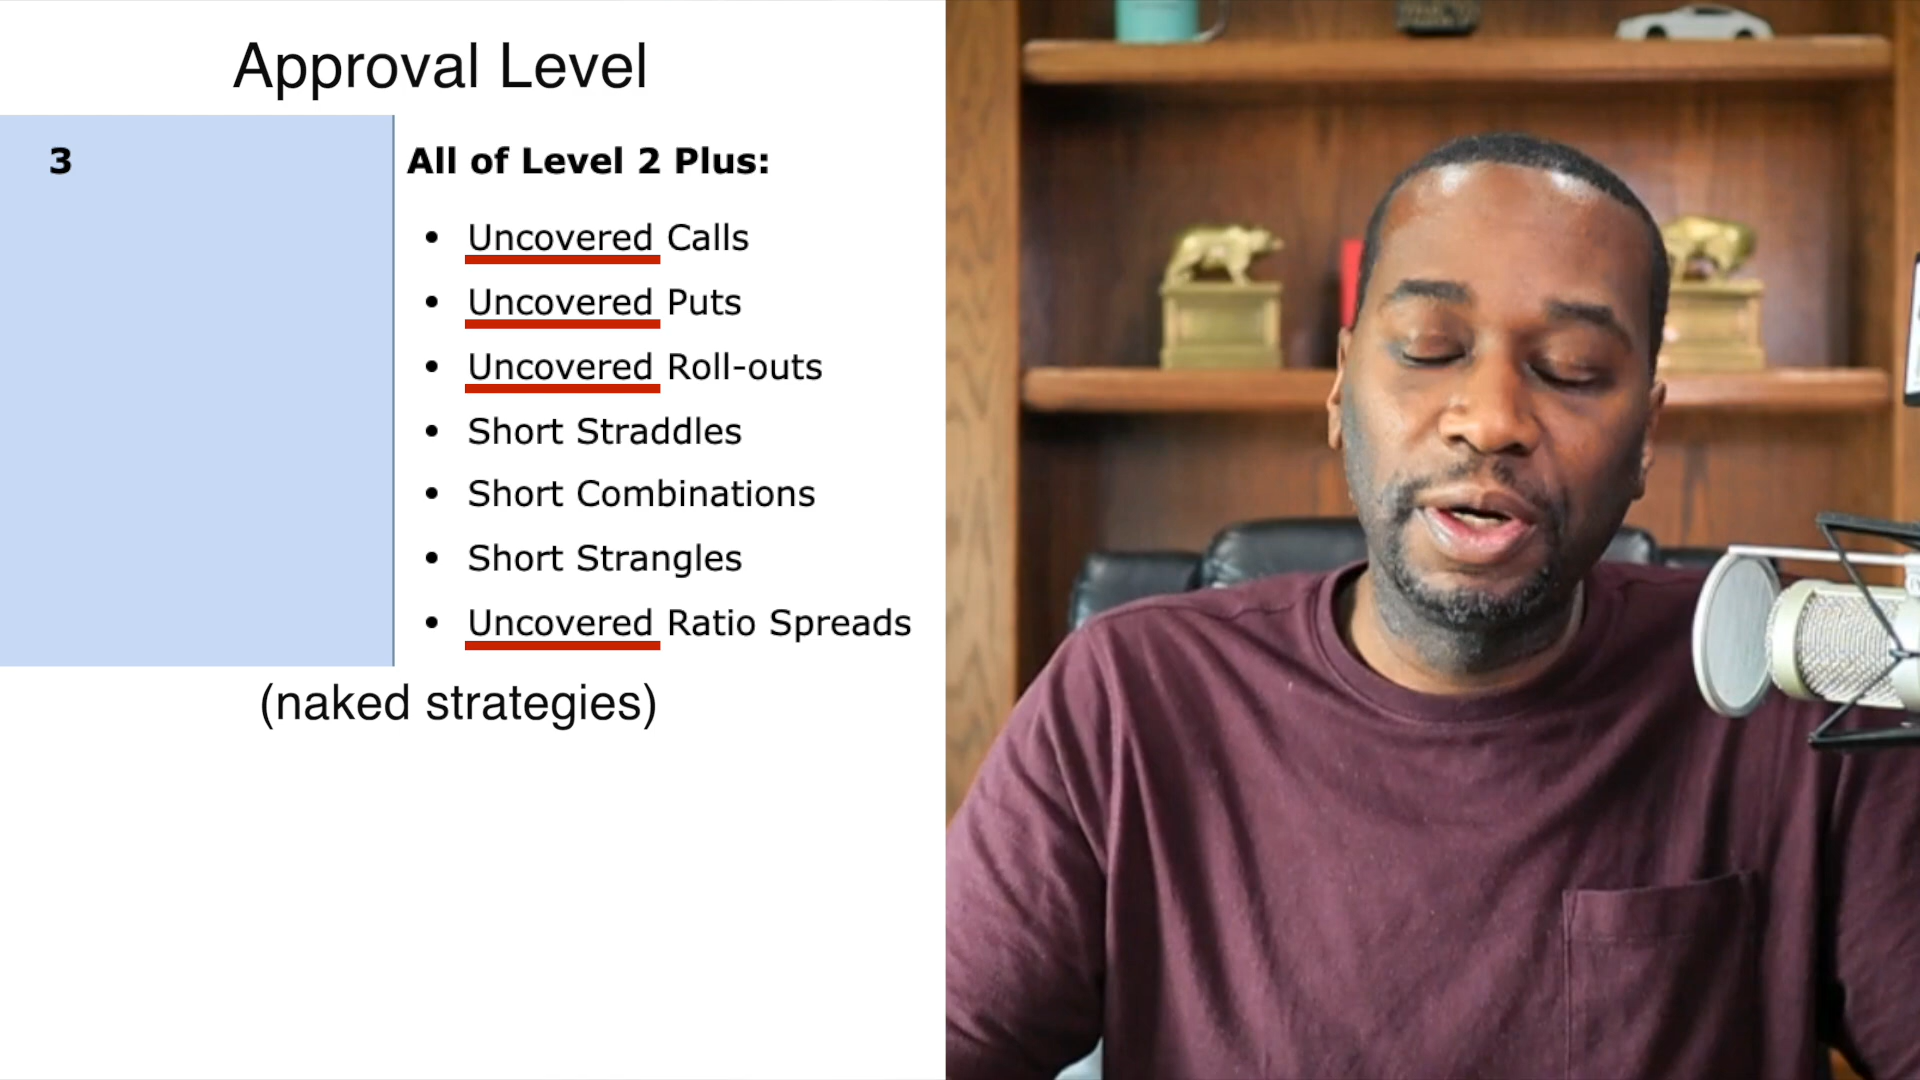 Approval Level
3
All of Level 2 Plus:
• Uncovered Calls
• Uncovered Puts
• Uncovered Roll-outs
• Short Straddles
• Short Combinations
• Short Strangles
• Uncovered Ratio Spreads
(naked strategies)